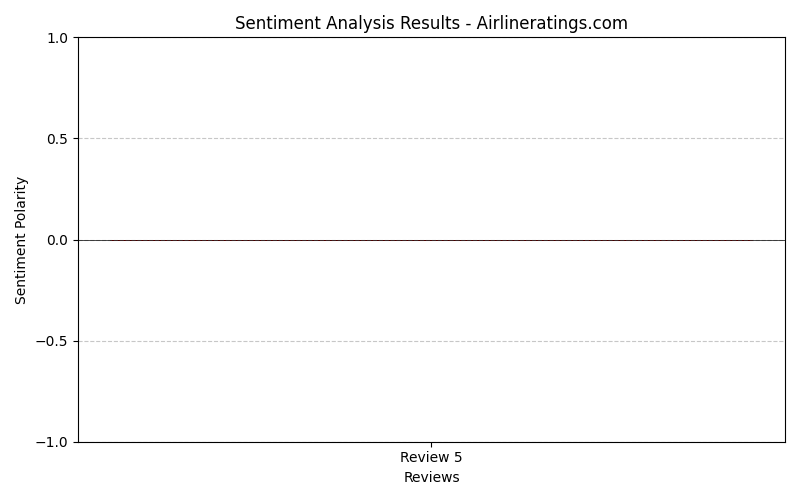 Sentiment Analysis Results - Airlineratings.com
1.0
0.5
0.0
−0.5
−1.0
Sentiment Polarity
Review 5
Reviews